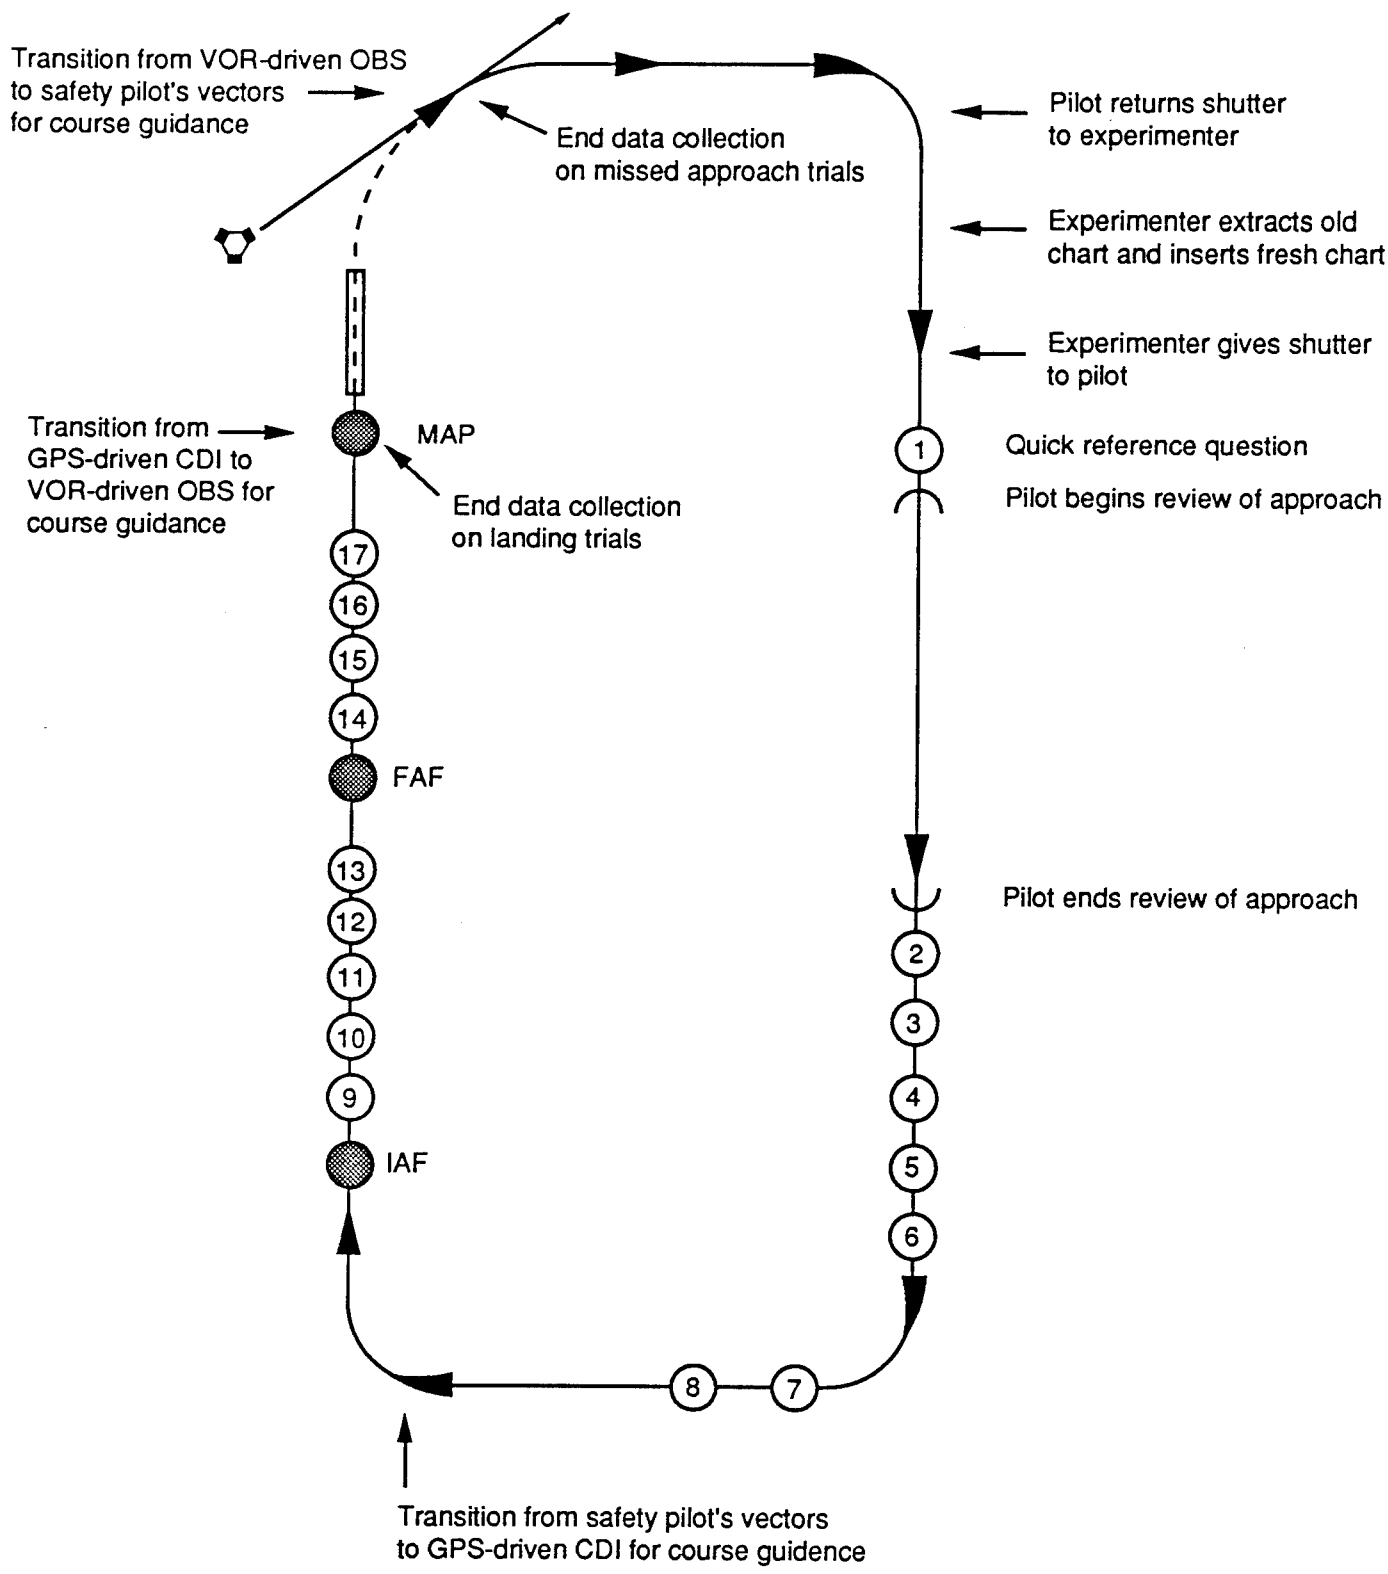 Transition from VOR-driven OBS
to safety pilot's vectors
for course guidance
End data collection
on missed approach trials
Pilot returns shutter
to experimenter
Experimenter extracts old
chart and inserts fresh chart
Experimenter gives shutter
to pilot
1
Quick reference question
Pilot begins review of approach
Transition from
GPS-driven CDI to
VOR-driven OBS for
course guidance
MAP
End data collection
on landing trials
17
16
15
14
FAF
13
12
11
10
9
IAF
Pilot ends review of approach
2
3
4
5
6
8
7
Transition from safety pilot's vectors
to GPS-driven CDI for course guidence